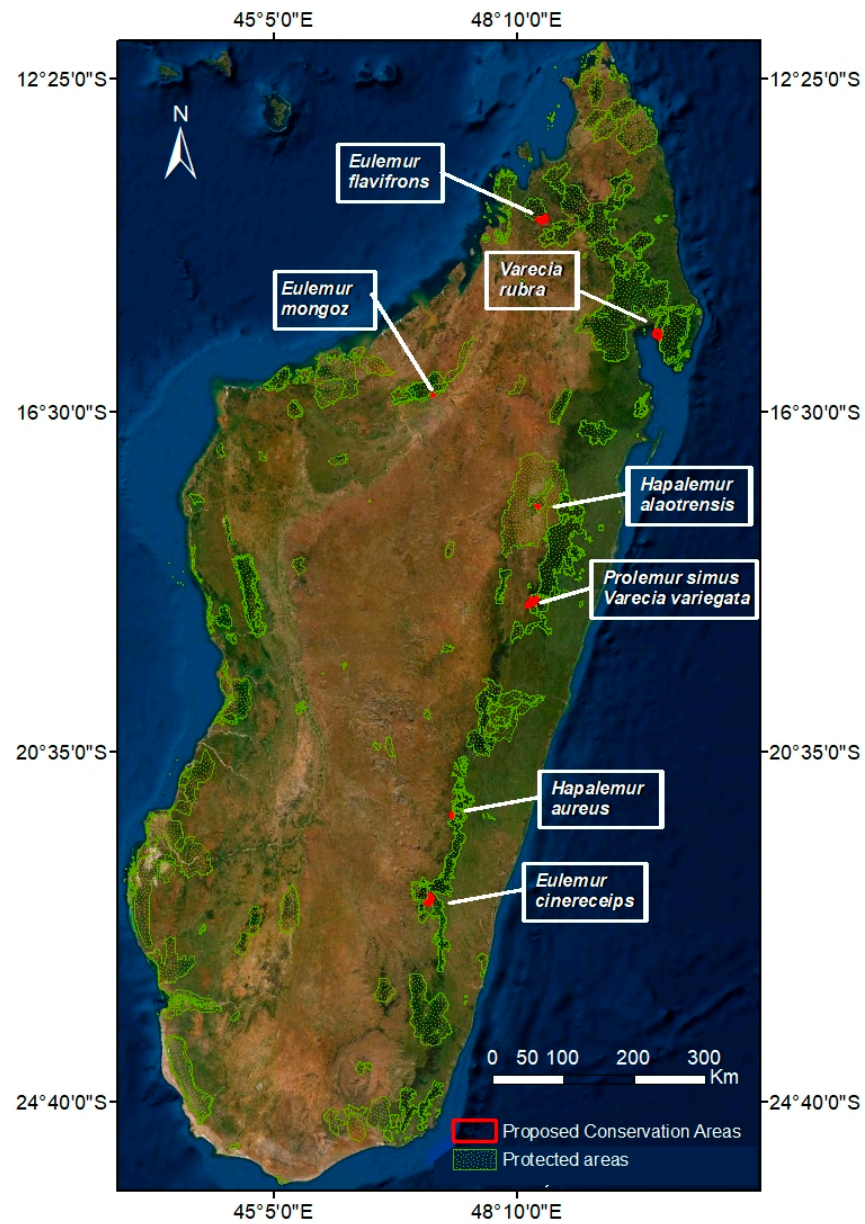 45°5'0"E
48°10'0"E
12°25'0"S
12°25'0"S
N
Eulemur
flavifrons
Varecia
rubra
Eulemur
mongoz
16°30'0"S
16°30'0"S
Hapalemur
alaotrensis
Prolemur simus
Varecia variegata
20°35'0"S
20°35'0"S
Hapalemur
aureus
Eulemur
cinereceips
0 50 100 200 300
Km
24°40'0"S
24°40'0"S
Proposed Conservation Areas
Protected areas
45°5'0"E
48°10'0"E